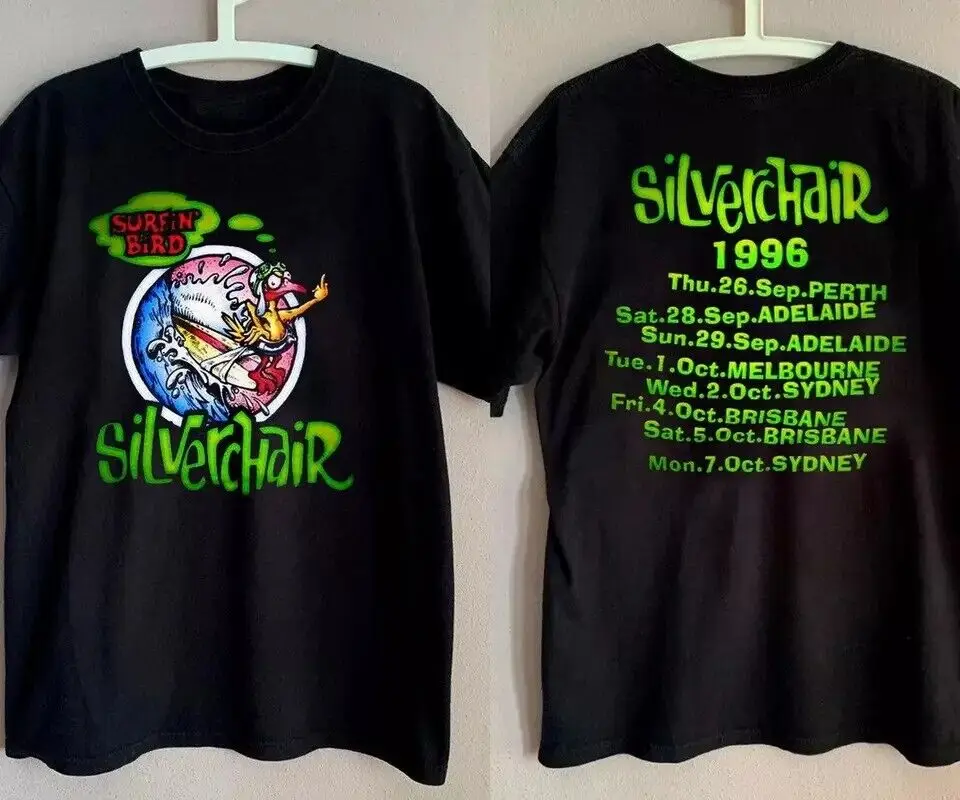 SURFIN'
BIRD
SILVERCHAIR
SILVERCHAIR
1996
Thu.26.Sep.PERTH
Sat.28.Sep.ADELAIDE
Sun.29.Sep.ADELAIDE
Tue.1.Oct.MELBOURNE
Wed.2.Oct.SYDNEY
Fri.4.Oct.BRISBANE
Sat.5.Oct.BRISBANE
Mon.7.Oct.SYDNEY